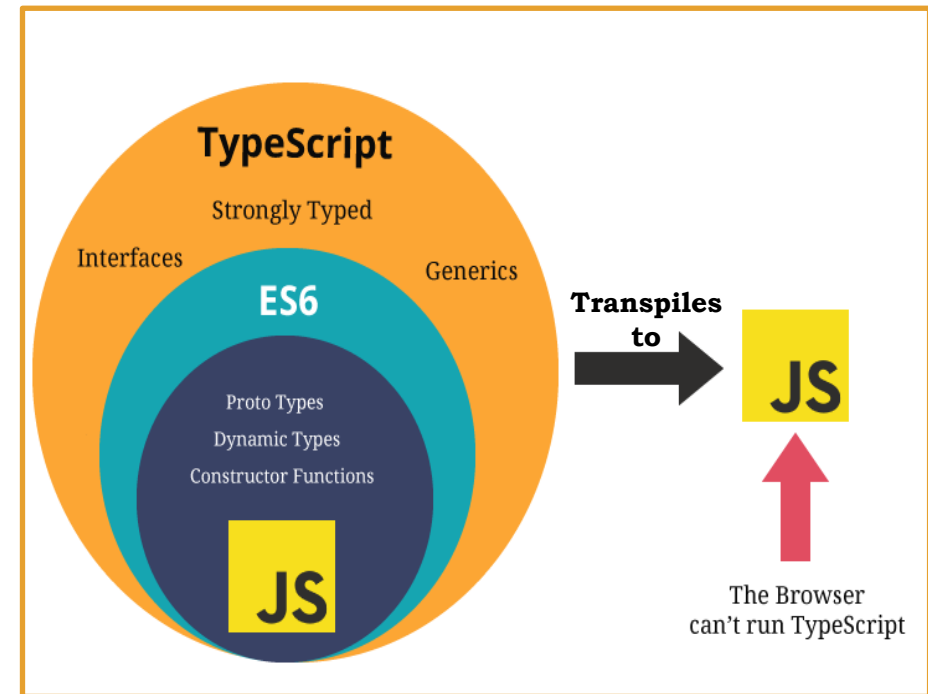 TypeScript
Strongly Typed
Interfaces
Generics
ES6
Proto Types
Dynamic Types
Constructor Functions
JS
Transpiles
to
JS
The Browser
can't run TypeScript